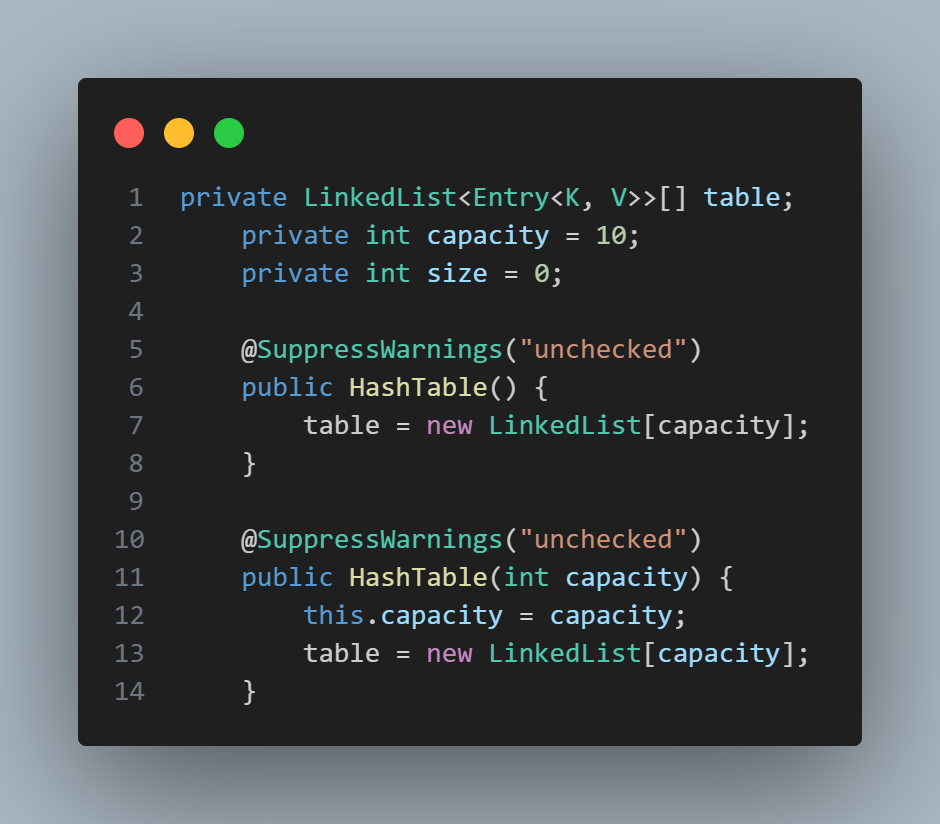 1 private LinkedList<Entry<K, V>>[] table;
2     private int capacity = 10;
3     private int size = 0;
4
5     @SuppressWarnings("unchecked")
6     public HashTable() {
7         table = new LinkedList[capacity];
8     }
9
10     @SuppressWarnings("unchecked")
11     public HashTable(int capacity) {
12         this.capacity = capacity;
13         table = new LinkedList[capacity];
14     }